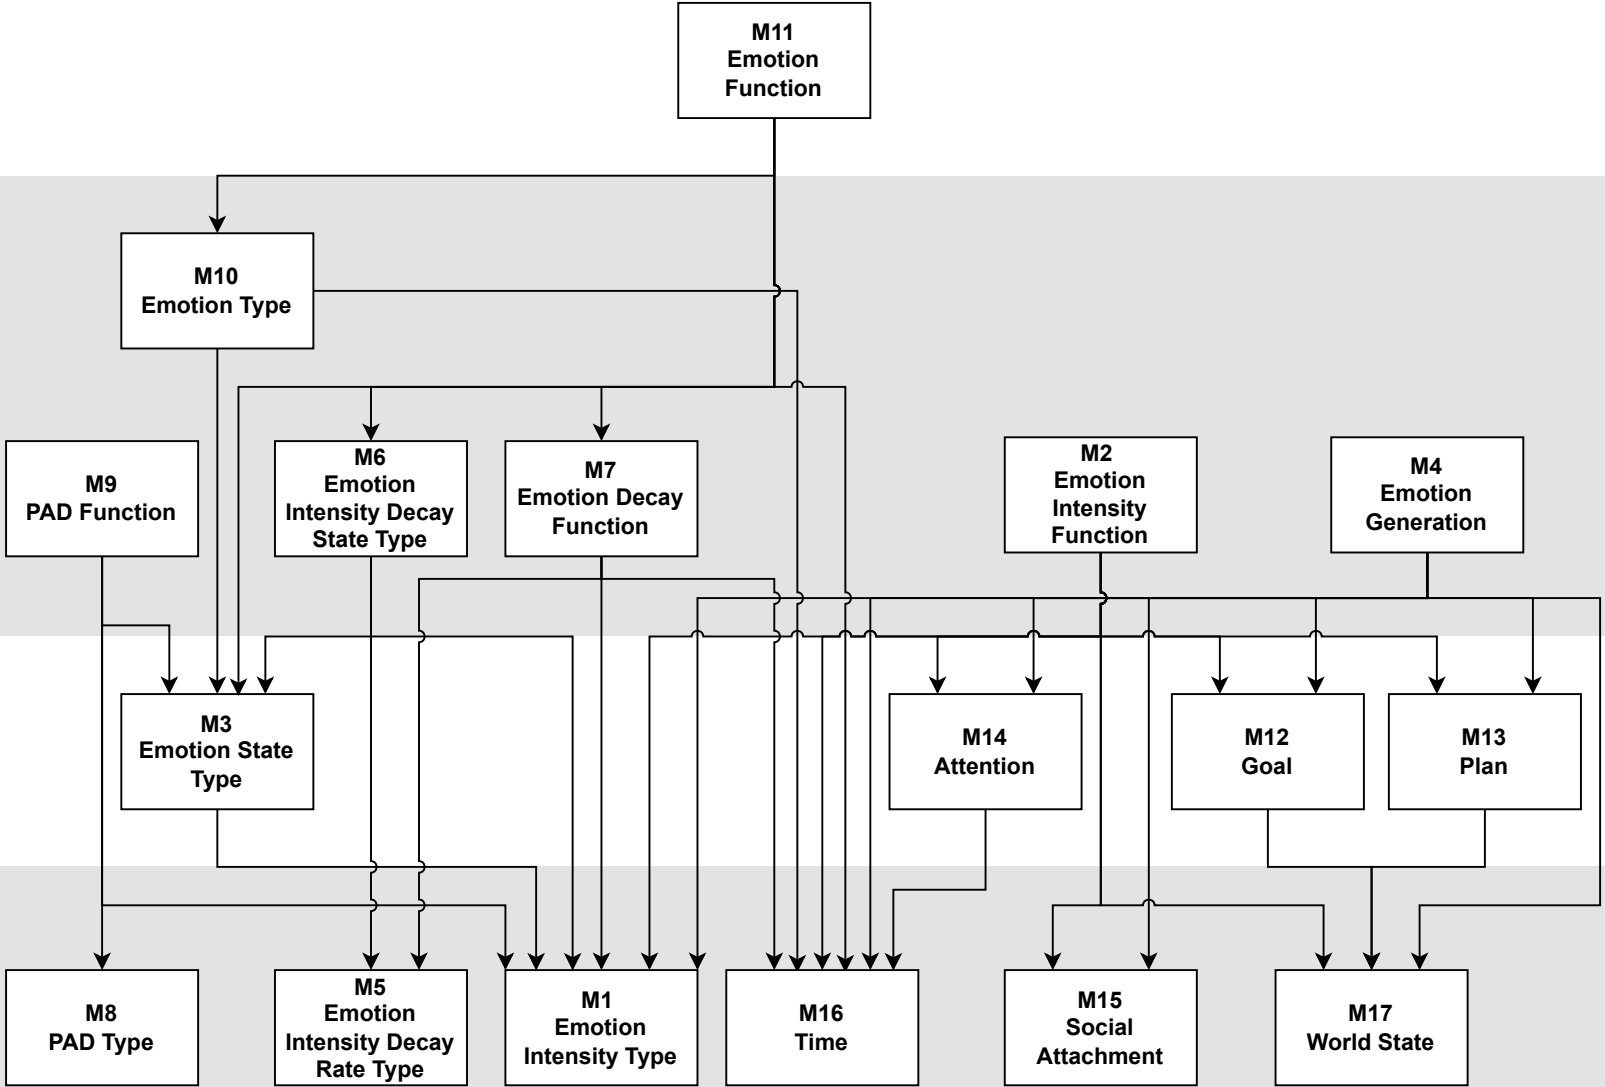 M11
Emotion
Function
M10
Emotion Type
M9
PAD Function
M6
Emotion
Intensity Decay
State Type
M7
Emotion Decay
Function
M2
Emotion
Intensity
Function
M4
Emotion
Generation
M3
Emotion State
Type
M14
Attention
M12
Goal
M13
Plan
M8
PAD Type
M5
Emotion
Intensity Decay
Rate Type
M1
Emotion
Intensity Type
M16
Time
M15
Social
Attachment
M17
World State